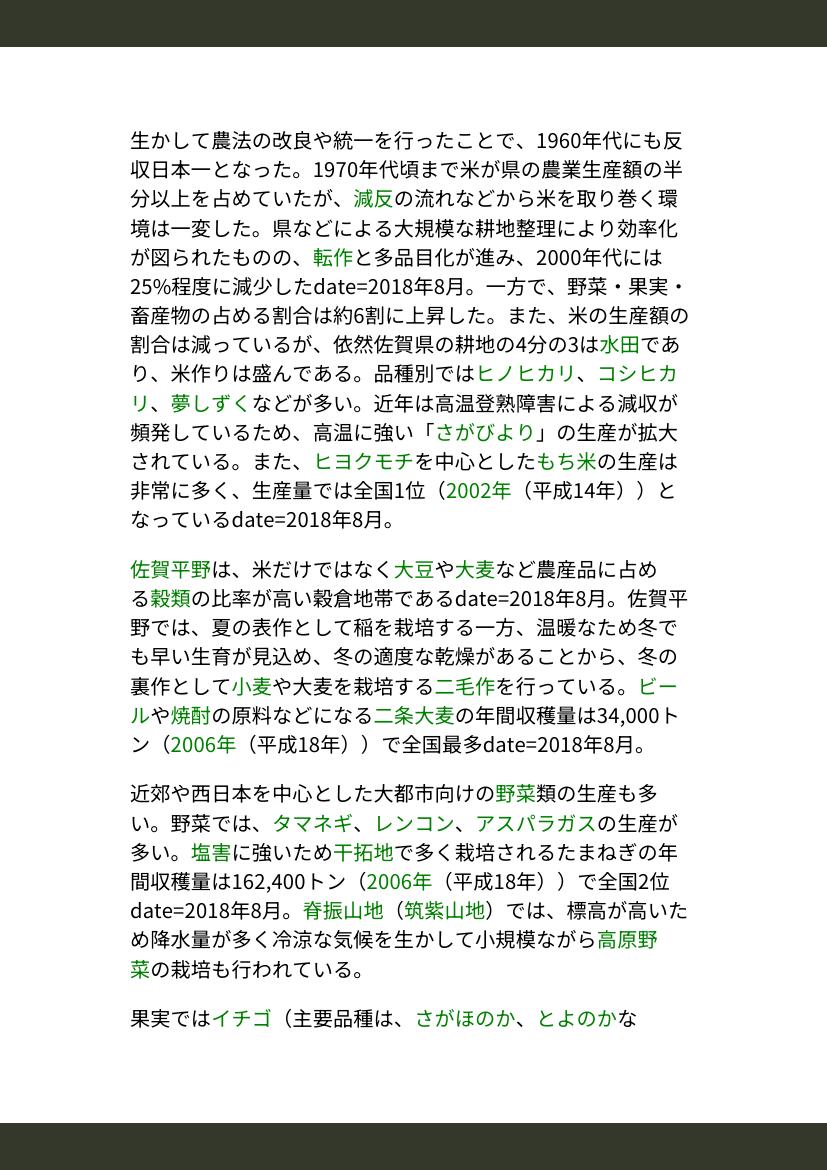 生かして農法の改良や統一を行ったことで、1960年代にも反
収日本一となった。1970年代頃まで米が県の農業生産額の半
分以上を占めていたが、減反の流れなどから米を取り巻く環
境は一変した。県などによる大規模な耕地整理により効率化
が図られたものの、転作と多品目化が進み、2000年代には
25%程度に減少したdate=2018年8月。一方で、野菜・果実・
畜産物の占める割合は約6割に上昇した。また、米の生産額の
割合は減っているが、依然佐賀県の耕地の4分の3は水田であ
り、米作りは盛んである。品種別ではヒノヒカリ、コシヒカ
リ、夢しずくなどが多い。近年は高温登熟障害による減収が
頻発しているため、高温に強い「さがびより」の生産が拡大
されている。また、ヒヨクモチを中心としたもち米の生産は
非常に多く、生産量では全国1位（2002年（平成14年））と
なっているdate=2018年8月。
佐賀平野は、米だけではなく大豆や大麦など農産品に占め
る穀類の比率が高い穀倉地帯であるdate=2018年8月。佐賀平
野では、夏の表作として稲を栽培する一方、温暖なため冬で
も早い生育が見込め、冬の適度な乾燥があることから、冬の
裏作として小麦や大麦を栽培する二毛作を行っている。ビー
ルや焼酎の原料などになる二条大麦の年間収穫量は34,000ト
ン（2006年（平成18年））で全国最多date=2018年8月。
近郊や西日本を中心とした大都市向けの野菜類の生産も多
い。野菜では、タマネギ、レンコン、アスパラガスの生産が
多い。塩害に強いため干拓地で多く栽培されるたまねぎの年
間収穫量は162,400トン（2006年（平成18年））で全国2位
date=2018年8月。脊振山地（筑紫山地）では、標高が高いた
め降水量が多く冷涼な気候を生かして小規模ながら高原野
菜の栽培も行われている。
果実ではイチゴ（主要品種は、さがほのか、とよのかな